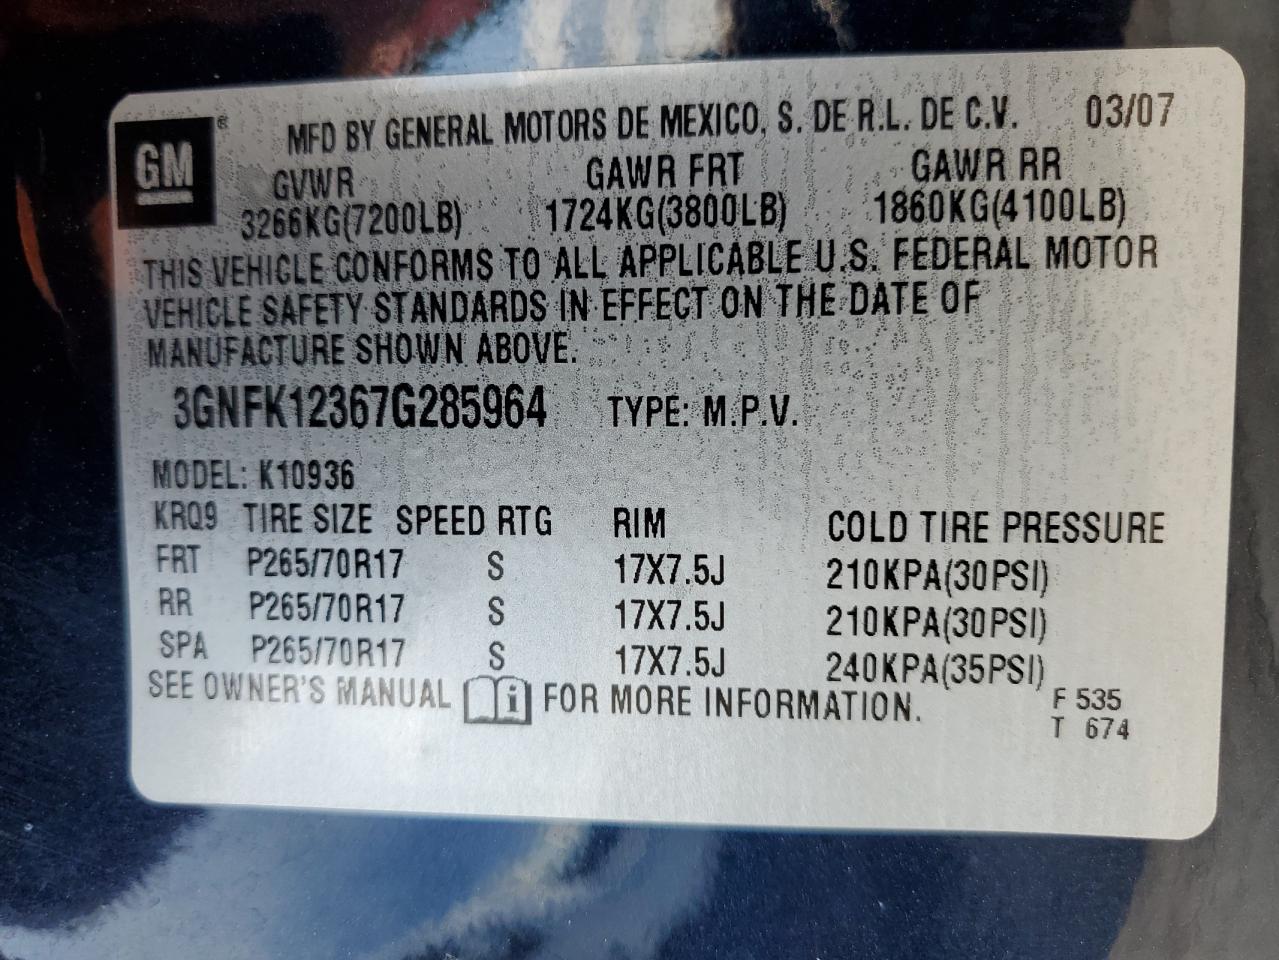 GM ® MFD BY GENERAL MOTORS DE MEXICO, S. DE R.L. DE C.V. 03/07
GVWR GAWR FRT GAWR RR
3266KG(7200LB) 1724KG(3800LB) 1860KG(4100LB)
THIS VEHICLE CONFORMS TO ALL APPLICABLE U.S. FEDERAL MOTOR
VEHICLE SAFETY STANDARDS IN EFFECT ON THE DATE OF
MANUFACTURE SHOWN ABOVE.
3GNFK12367G285964 TYPE: M.P.V.
MODEL: K10936
KRQ9 TIRE SIZE SPEED RTG RIM COLD TIRE PRESSURE
FRT P265/70R17 S 17X7.5J 210KPA(30PSI)
RR P265/70R17 S 17X7.5J 210KPA(30PSI)
SPA P265/70R17 S 17X7.5J 240KPA(35PSI)
SEE OWNER'S MANUAL i FOR MORE INFORMATION. F 535
T 674